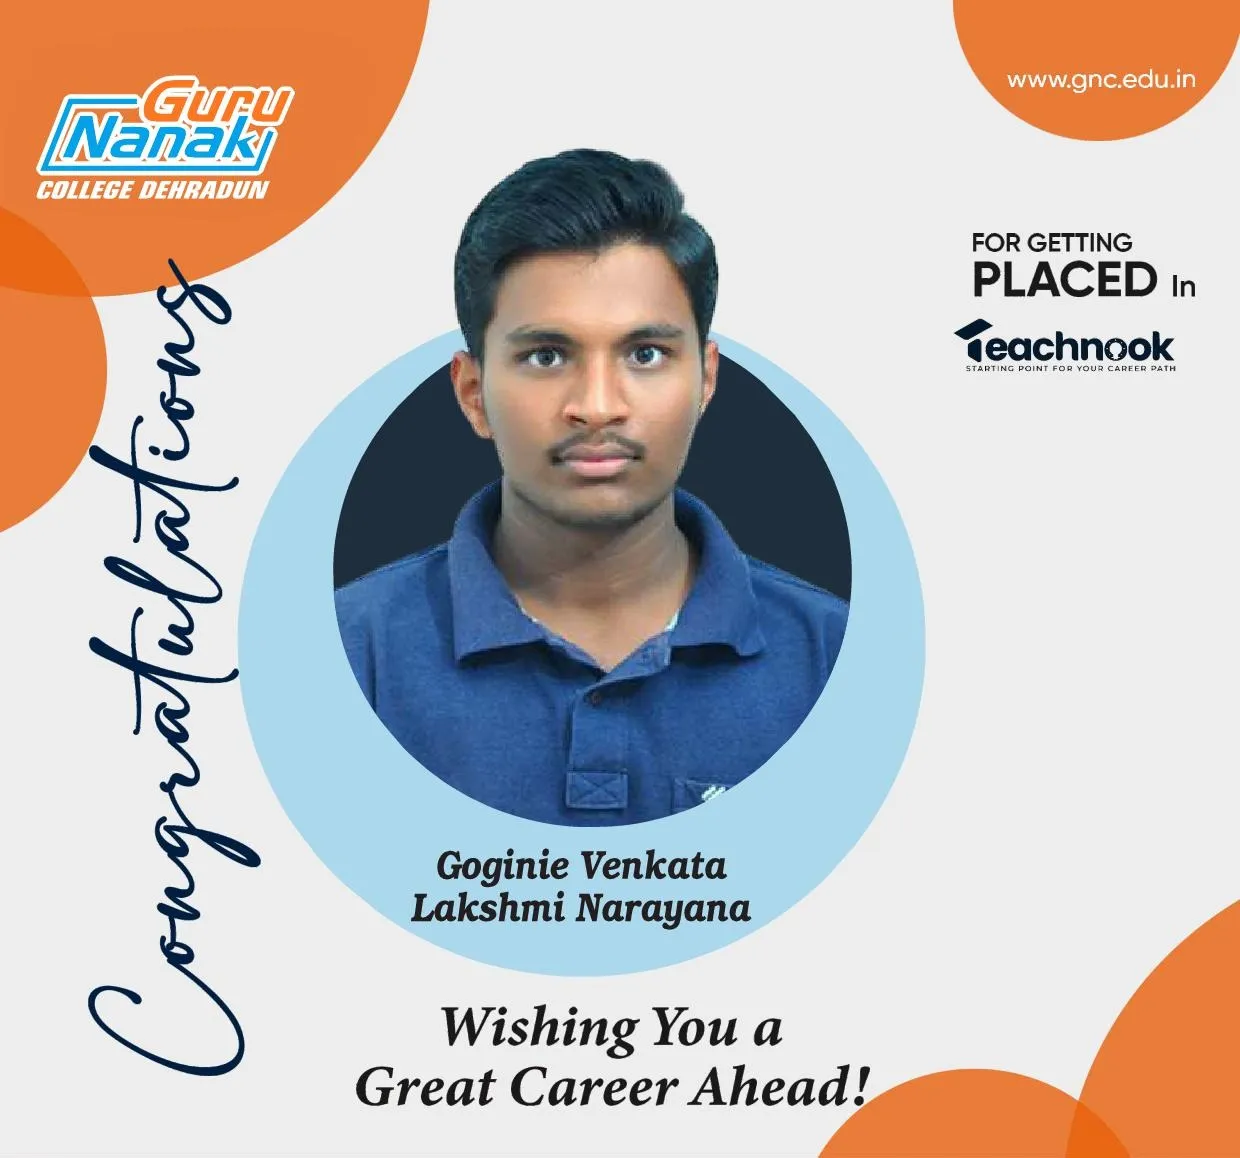 Guru
Nanak
COLLEGE DEHRADUN
www.gnc.edu.in
Congratulations
FOR GETTING
PLACED In
Teachnook
STARTING POINT FOR YOUR CAREER PATH
Goginie Venkata
Lakshmi Narayana
Wishing You a
Great Career Ahead!